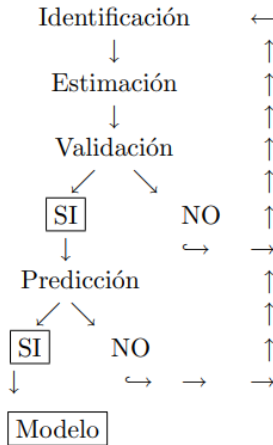 Identificación
Estimación
Validación
SI NO
Predicción
SI NO
Modelo